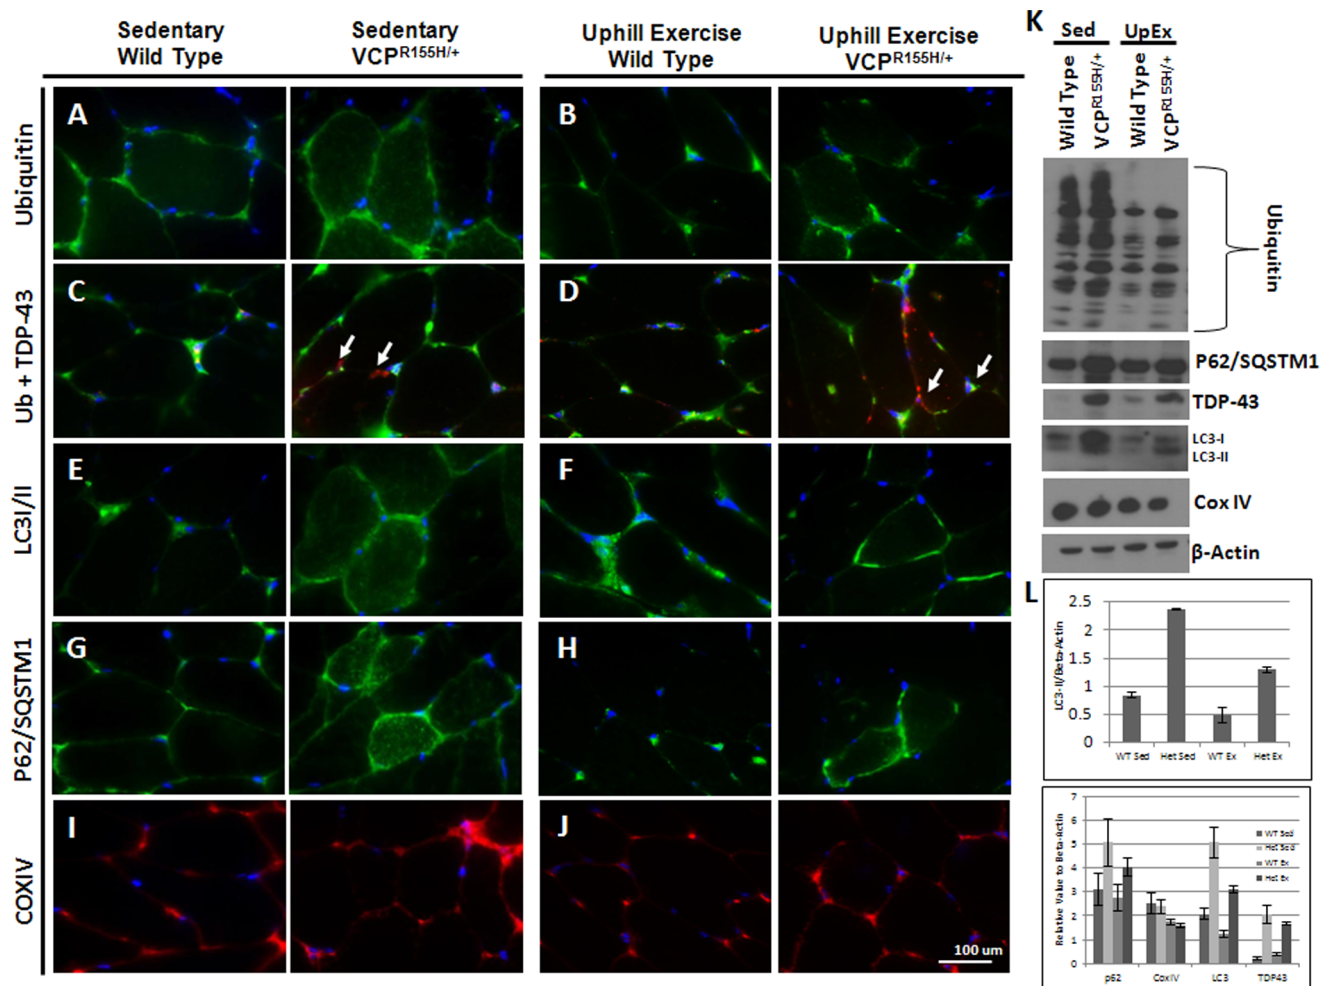 Sedentary
Wild Type
Sedentary
VCPR155H/+
Uphill Exercise
Wild Type
Uphill Exercise
VCPR155H/+
Ubiquitin
A
B
Ub + TDP-43
C
D
LC3I/II
E
F
P62/SQSTM1
G
H
COXIV
I
J
100 um
K
Sed
UpEx
Wild Type
VCPR155H/+
Wild Type
VCPR155H/+
Ubiquitin
P62/SQSTM1
TDP-43
LC3-I
LC3-II
Cox IV
β-Actin
L
LC3-II/Beta-Actin
2.5
2
1.5
1
0.5
0
WT Sed
Het Sed
WT Ex
Het Ex
Relative Value to Beta-Actin
7
6
5
4
3
2
1
0
WT Sed
Het Sed
WT Ex
Het Ex
p62
CoxIV
LC3
TDP43